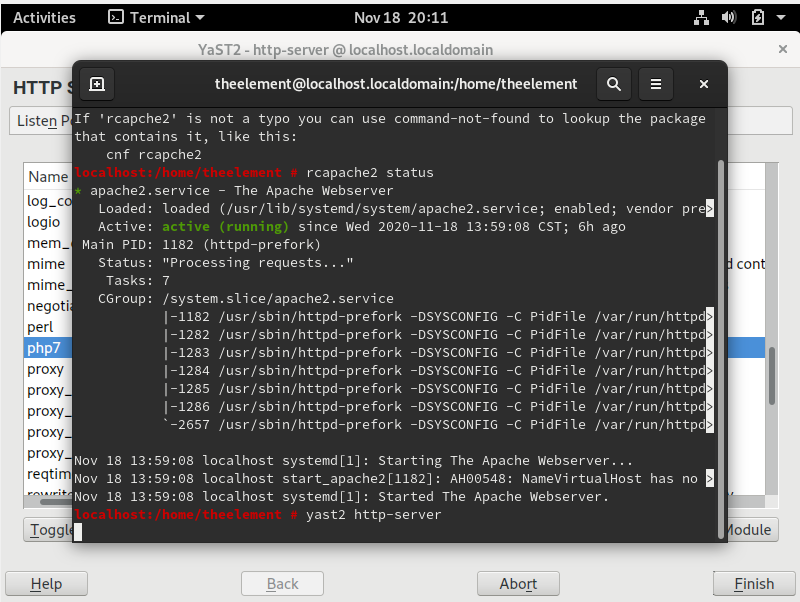 Activities Terminal Nov 18 20:11
YaST2 - http-server @ localhost.localdomain
HTTP S
Listen P
theelement@localhost.localdomain:/home/theelement
If 'rcapche2' is not a typo you can use command-not-found to lookup the package
that contains it, like this:
cnf rcapche2
localhost:/home/theelement # rcapache2 status
* apache2.service - The Apache Webserver
Loaded: loaded (/usr/lib/systemd/system/apache2.service; enabled; vendor pre>
Active: active (running) since Wed 2020-11-18 13:59:08 CST; 6h ago
Main PID: 1182 (httpd-prefork)
Status: "Processing requests..."
Tasks: 7
CGroup: /system.slice/apache2.service
|-1182 /usr/sbin/httpd-prefork -DSYSCONFIG -C PidFile /var/run/httpd>
|-1282 /usr/sbin/httpd-prefork -DSYSCONFIG -C PidFile /var/run/httpd>
|-1283 /usr/sbin/httpd-prefork -DSYSCONFIG -C PidFile /var/run/httpd>
|-1284 /usr/sbin/httpd-prefork -DSYSCONFIG -C PidFile /var/run/httpd>
|-1285 /usr/sbin/httpd-prefork -DSYSCONFIG -C PidFile /var/run/httpd>
|-1286 /usr/sbin/httpd-prefork -DSYSCONFIG -C PidFile /var/run/httpd>
`-2657 /usr/sbin/httpd-prefork -DSYSCONFIG -C PidFile /var/run/httpd>
Nov 18 13:59:08 localhost systemd[1]: Starting The Apache Webserver...
Nov 18 13:59:08 localhost start_apache2[1182]: AH00548: NameVirtualHost has no >
Nov 18 13:59:08 localhost systemd[1]: Started The Apache Webserver.
localhost:/home/theelement # yast2 http-server
Name
log_co
logio
mem_
mime
d cont
mime_
negotia
perl
php7
proxy
proxy_
proxy_
proxy_
proxy_
reqtim
rewrite
Toggle
Module
Help Back Abort Finish